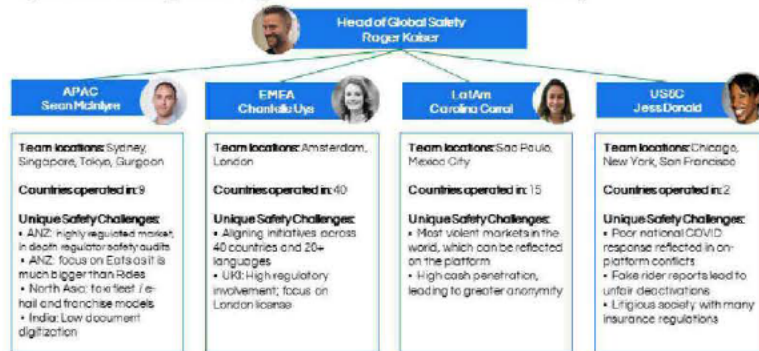 Head of Global Safety
Roger Kaiser
APAC
Sean McIntyre
Team locations: Sydney,
Singapore, Tokyo, Gurgaon
Countries operated in: 9
Unique Safety Challenges:
• ANZ: highly regulated market,
in depth regulator safety audits
• ANZ: focus on Eats as it is
much bigger than Rides
• North Asia: taxi fleet / e-
hail and franchise models
• India: Low document
digitization
EMEA
Uys
Team locations: Amsterdam,
London
Countries operated in: 40
Unique Safety Challenges:
• Aligning initiatives across
40 countries and 20+
languages
• UKI: High regulatory
involvement; focus on
London license
LatAm
Carolina Corral
Team locations: Sao Paulo,
Mexico City
Countries operated in: 15
Unique Safety Challenges:
• Most violent markets in the
world, which can be reflected
on the platform
• High cash penetration,
leading to greater anonymity
US&C
Jess Donald
Team locations: Chicago,
New York, San Francisco
Countries operated in: 2
Unique Safety Challenges:
• Poor national COVID
response reflected in on-
platform conflicts
• Fake rider reports lead to
unfair deactivations
• Litigious society with many
insurance regulations